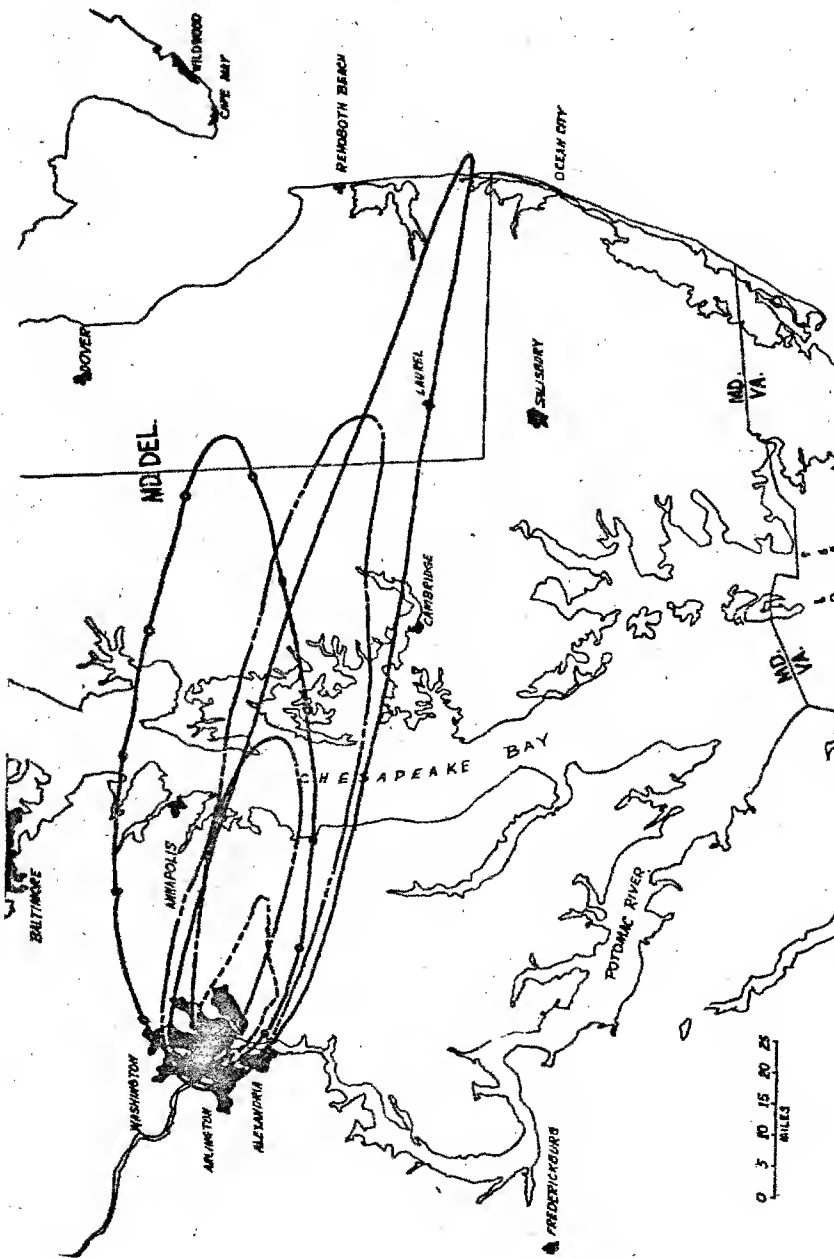 WILDWOOD
CAPE MAY
REHOBOTH BEACH
OCEAN CITY
DOVER
MD. DEL.
LAUREL
SALISBURY
MD.
VA.
CAMBRIDGE
MD.
VA.
CHESAPEAKE BAY
BALTIMORE
ANNAPOLIS
WASHINGTON
ARLINGTON
ALEXANDRIA
POTOMAC RIVER
FREDERICKSBURG
0 5 10 15 20 25
MILES